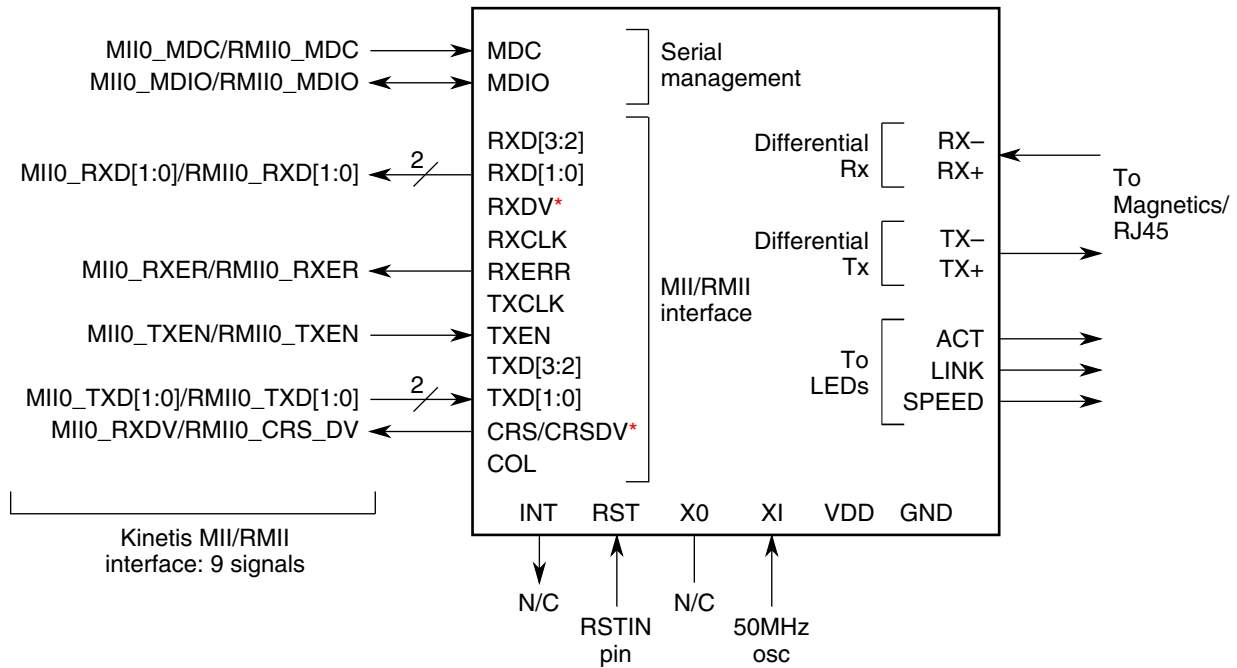 MII0_MDC/RMII0_MDC
MII0_MDIO/RMII0_MDIO
MII0_RXD[1:0]/RMII0_RXD[1:0]
2
MII0_RXER/RMII0_RXER
MII0_TXEN/RMII0_TXEN
MII0_TXD[1:0]/RMII0_TXD[1:0]
2
MII0_RXDV/RMII0_CRS_DV
Kinetis MII/RMII
interface: 9 signals
MDC
MDIO
Serial
management
RXD[3:2]
RXD[1:0]
RXDV*
RXCLK
RXERR
TXCLK
TXEN
TXD[3:2]
TXD[1:0]
CRS/CRSDV*
COL
MII/RMII
interface
Differential
Rx
RX–
RX+
Differential
Tx
TX–
TX+
To
Magnetics/
RJ45
To
LEDs
ACT
LINK
SPEED
INT RST X0 XI VDD GND
N/C
RSTIN
pin
N/C
50MHz
osc